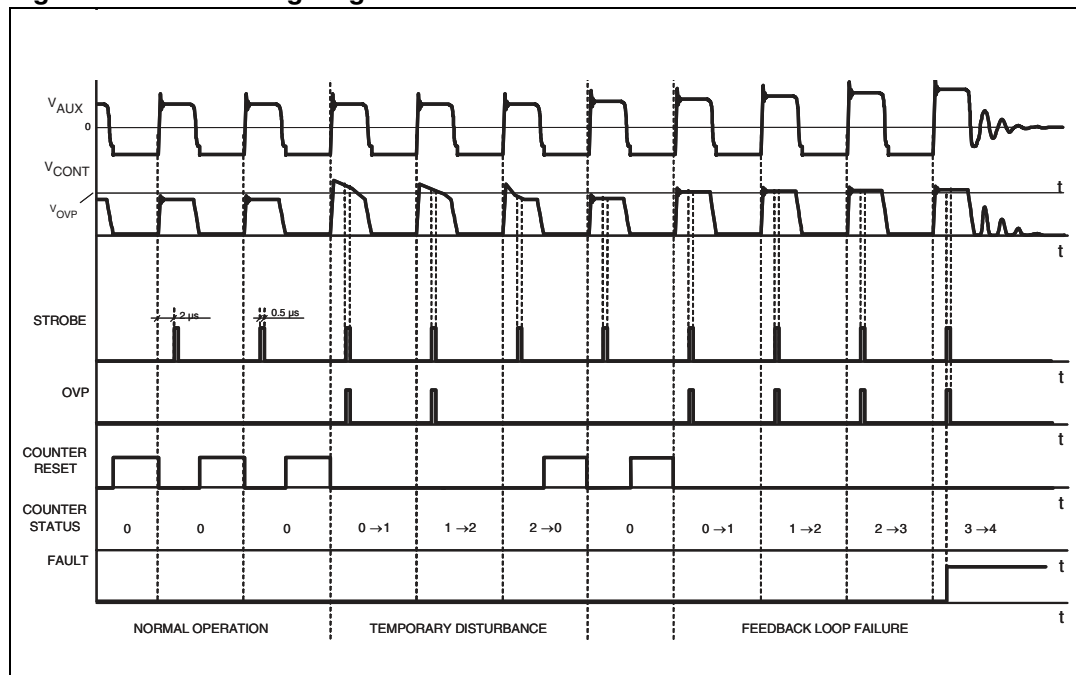 VAUX
0
VCONT
t
VOVP
t
2 μs
0.5 μs
STROBE
t
OVP
t
COUNTER
RESET
t
COUNTER
STATUS
0
0
0
0 →1
1 →2
2 →0
0
0 →1
1 →2
2 →3
3 →4
FAULT
t
t
NORMAL OPERATION
TEMPORARY DISTURBANCE
FEEDBACK LOOP FAILURE